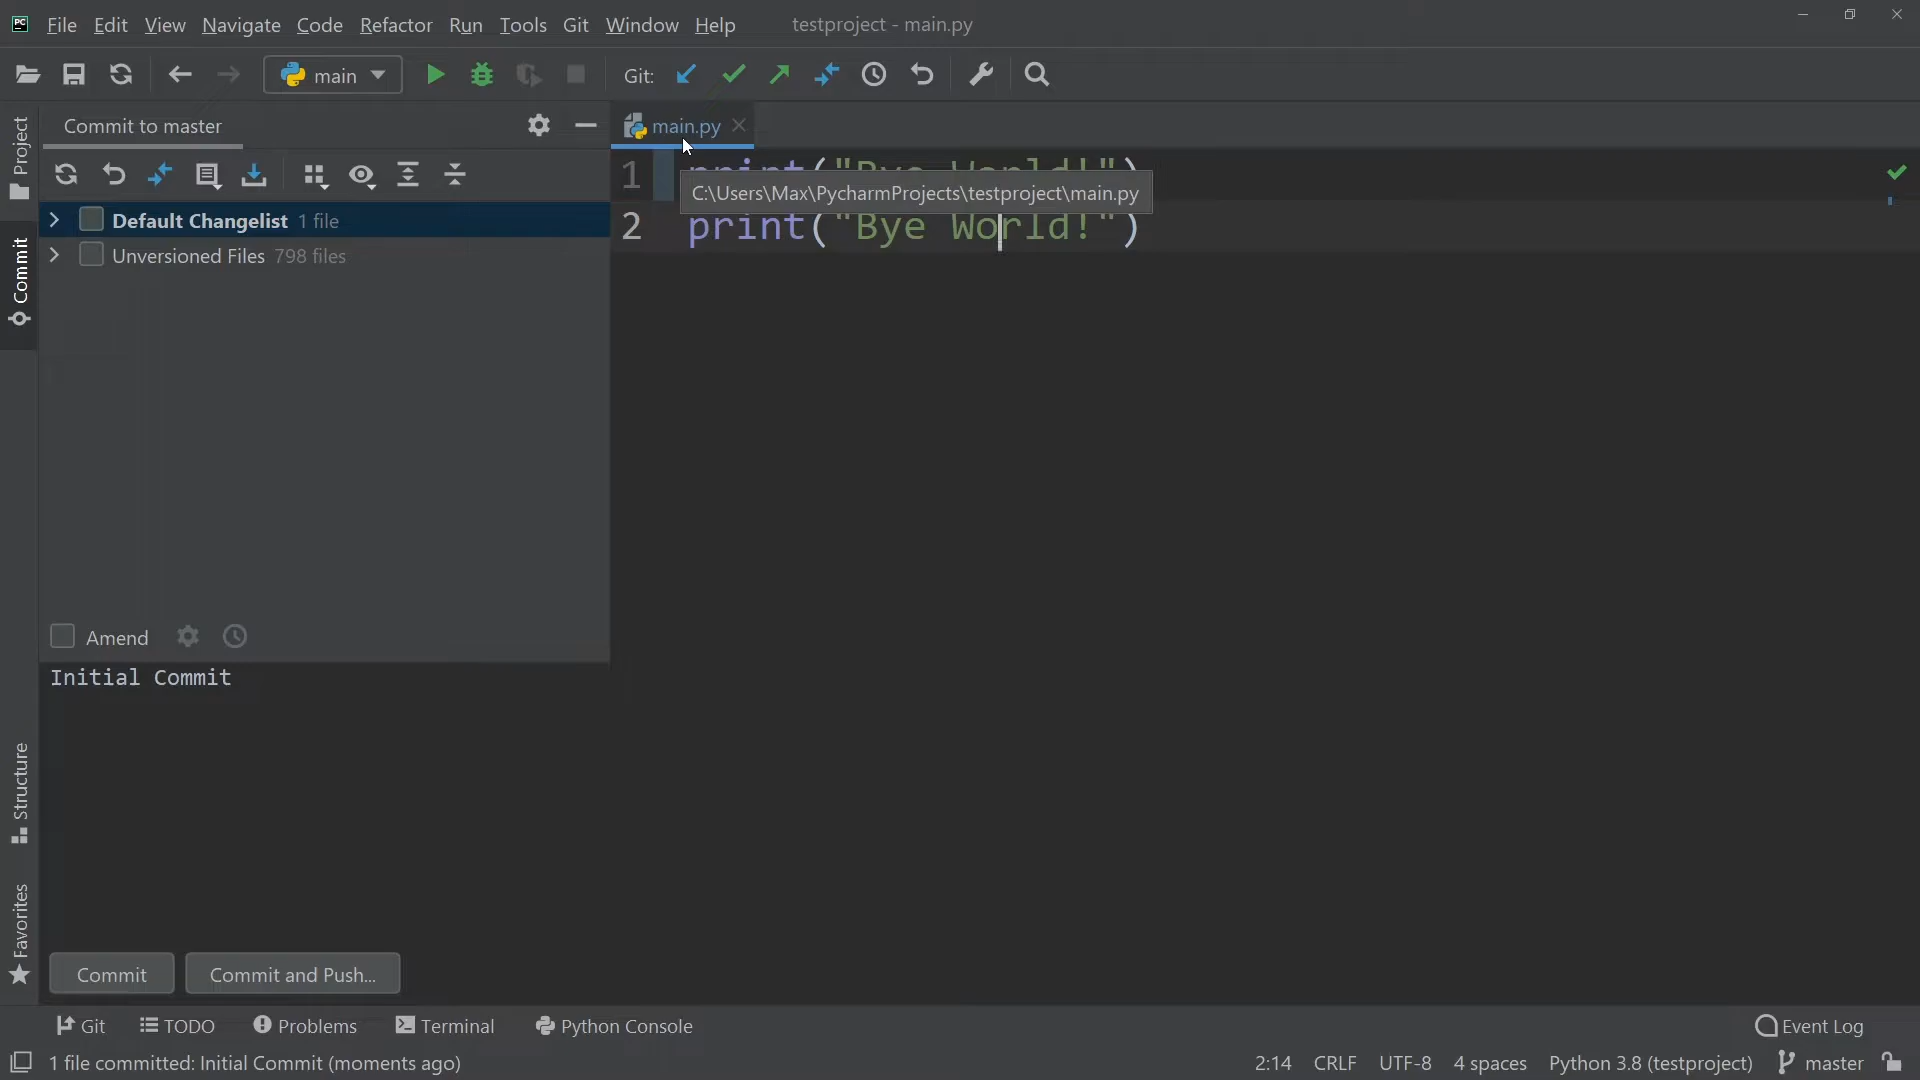 PC File Edit View Navigate Code Refactor Run Tools Git Window Help testproject - main.py
main Git:
Project
Commit
Structure
Favorites
Commit to master
Default Changelist 1 file
Unversioned Files 798 files
Amend
Initial Commit
Commit Commit and Push...
main.py
1 print("Bye World!")
C:\Users\Max\PycharmProjects\testproject\main.py
2 print("Bye World!")
Git TODO Problems Terminal Python Console Event Log
1 file committed: Initial Commit (moments ago) 2:14 CRLF UTF-8 4 spaces Python 3.8 (testproject) master